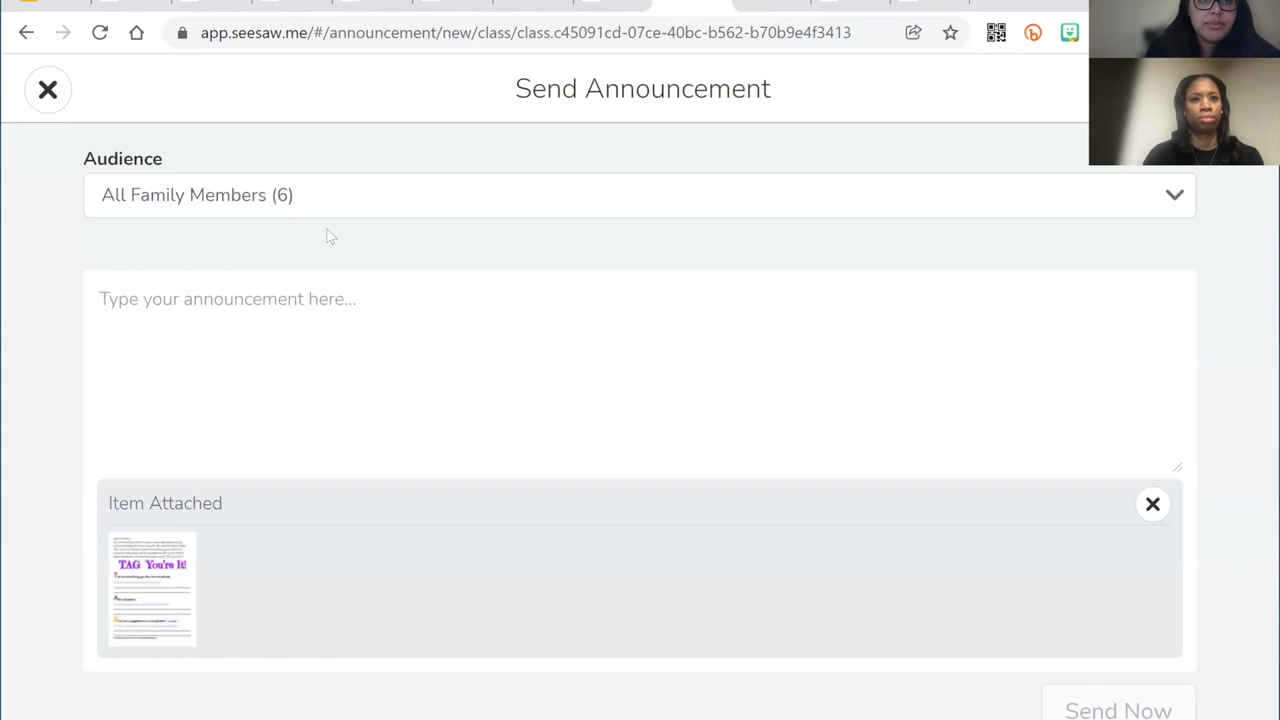 app.seesaw.me/#/announcement/new/class/class.c45091cd-07ce-40bc-b562-b70b9e4f3413
Send Announcement
Audience
All Family Members (6)
Type your announcement here...
Item Attached
TAG You're It!
Send Now